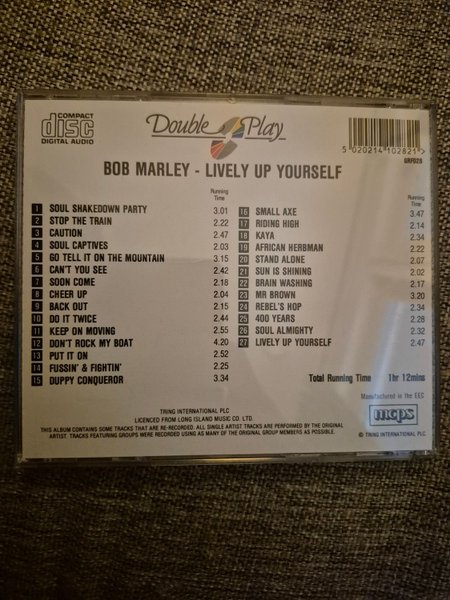 COMPACT
disc
DIGITAL AUDIO
Double Play
5 020214 102821 >
GRF028
BOB MARLEY - LIVELY UP YOURSELF
Running
Time
1 SOUL SHAKEDOWN PARTY 3.01
2 STOP THE TRAIN 2.22
3 CAUTION 2.47
4 SOUL CAPTIVES 2.03
5 GO TELL IT ON THE MOUNTAIN 3.15
6 CAN'T YOU SEE 2.42
7 SOON COME 2.18
8 CHEER UP 2.04
9 BACK OUT 2.15
10 DO IT TWICE 2.44
11 KEEP ON MOVING 2.55
12 DON'T ROCK MY BOAT 4.20
13 PUT IT ON 2.52
14 FUSSIN' & FIGHTIN' 2.25
15 DUPPY CONQUEROR 3.34
Running
Time
16 SMALL AXE 3.47
17 RIDING HIGH 2.14
18 KAYA 2.34
19 AFRICAN HERBMAN 2.22
20 STAND ALONE 2.07
21 SUN IS SHINING 2.02
22 BRAIN WASHING 2.17
23 MR BROWN 3.20
24 REBEL'S HOP 2.34
25 400 YEARS 2.28
26 SOUL ALMIGHTY 2.32
27 LIVELY UP YOURSELF 2.47
Total Running Time 1hr 12mins
Manufactured in the EEC
mcps
© TRING INTERNATIONAL PLC
TRING INTERNATIONAL PLC
LICENCED FROM LONG ISLAND MUSIC CO. LTD.
THIS ALBUM CONTAINS SOME TRACKS THAT ARE RE-RECORDED. ALL SINGLE ARTIST TRACKS ARE PERFORMED BY THE ORIGINAL
ARTIST. TRACKS FEATURING GROUPS WERE RECORDED USING AS MANY OF THE ORIGINAL GROUP MEMBERS AS POSSIBLE.